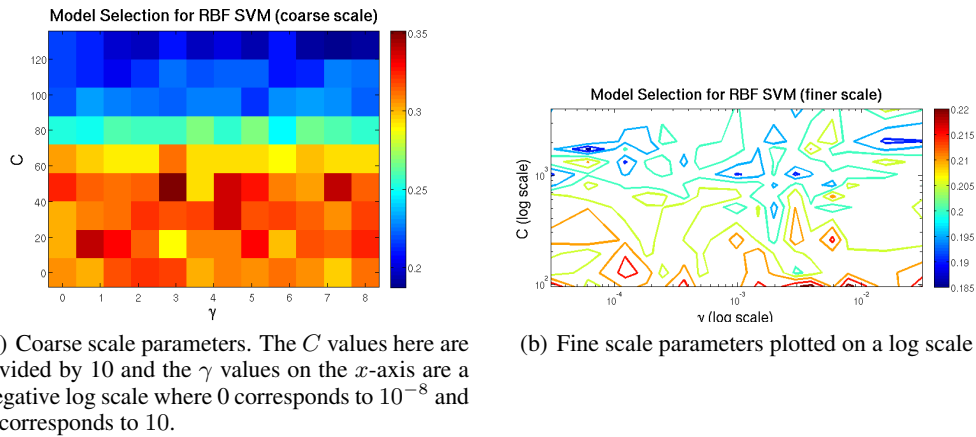 Model Selection for RBF SVM (coarse scale)
C
120
100
80
60
40
20
0
0 1 2 3 4 5 6 7 8
γ
0.35
0.3
0.25
0.2
) Coarse scale parameters. The C values here are
vided by 10 and the γ values on the x-axis are a
egative log scale where 0 corresponds to 10⁻⁸ and
corresponds to 10.
Model Selection for RBF SVM (finer scale)
C (log scale)
10³
10²
10⁻⁴ 10⁻³ 10⁻²
γ (log scale)
0.22
0.215
0.21
0.205
0.2
0.195
0.19
0.185
(b) Fine scale parameters plotted on a log scale